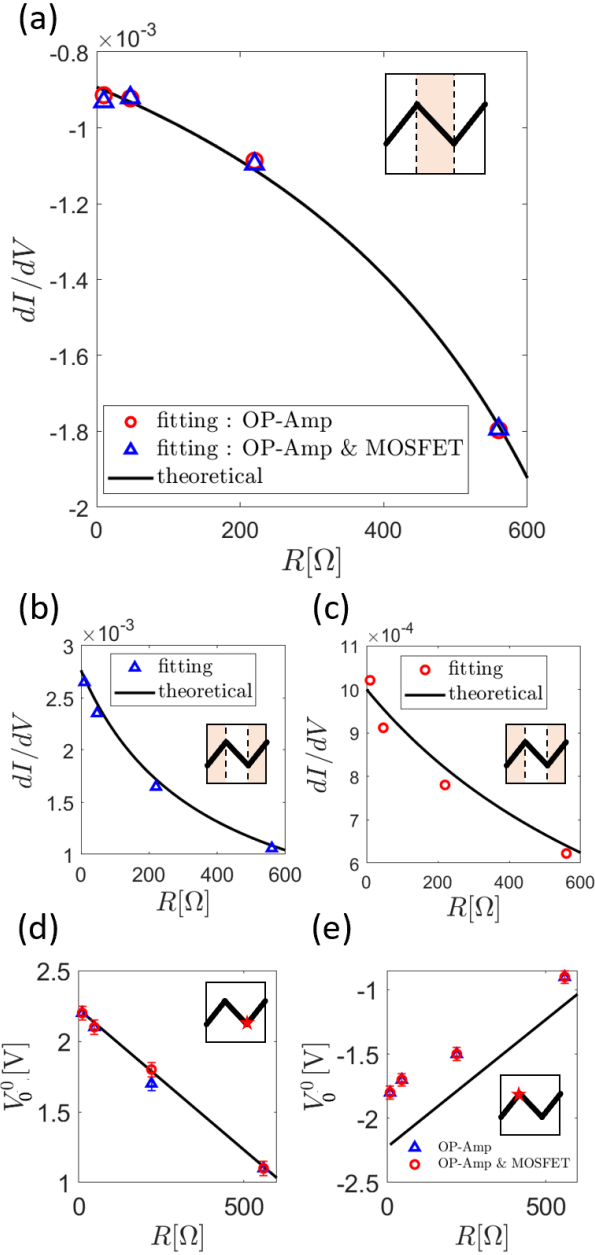 (a)
×10⁻³
-0.8
-1
-1.2
-1.4
-1.6
-1.8
-2
dI/dV
fitting : OP-Amp
fitting : OP-Amp & MOSFET
theoretical
0 200 400 600
R[Ω]
(b)
×10⁻³
3
2.5
2
1.5
1
dI/dV
fitting
theoretical
0 200 400 600
R[Ω]
(c)
×10⁻⁴
11
10
9
8
7
6
dI/dV
fitting
theoretical
0 200 400 600
R[Ω]
(d)
2.5
2
1.5
1
V₀⁰[V]
0 500
R[Ω]
(e)
-1
-1.5
-2
-2.5
V₀⁰[V]
OP-Amp
OP-Amp & MOSFET
0 500
R[Ω]